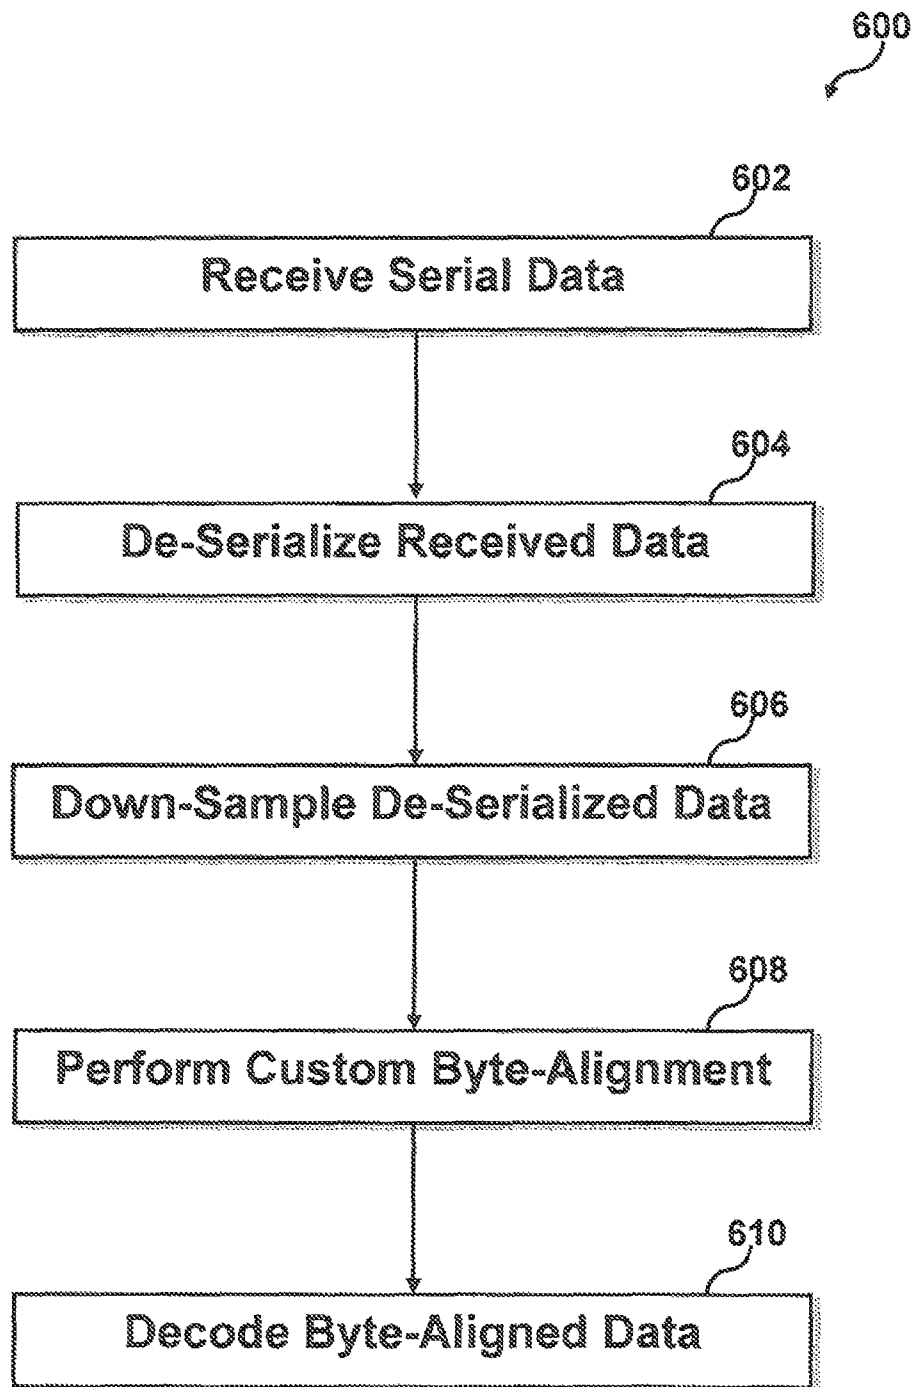 600
602
Receive Serial Data
604
De-Serialize Received Data
606
Down-Sample De-Serialized Data
608
Perform Custom Byte-Alignment
610
Decode Byte-Aligned Data